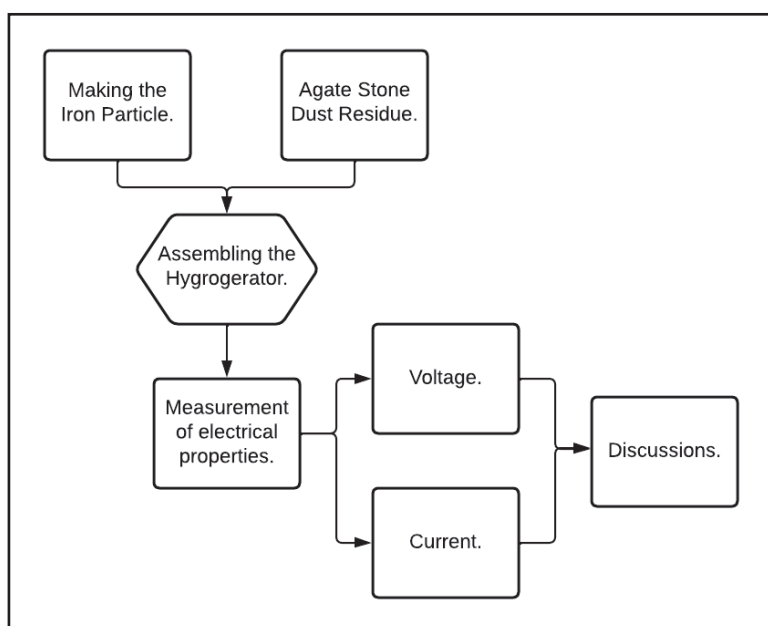 Making the
Iron Particle.
Agate Stone
Dust Residue.
Assembling the
Hygrogerator.
Measurement
of electrical
properties.
Voltage.
Current.
Discussions.